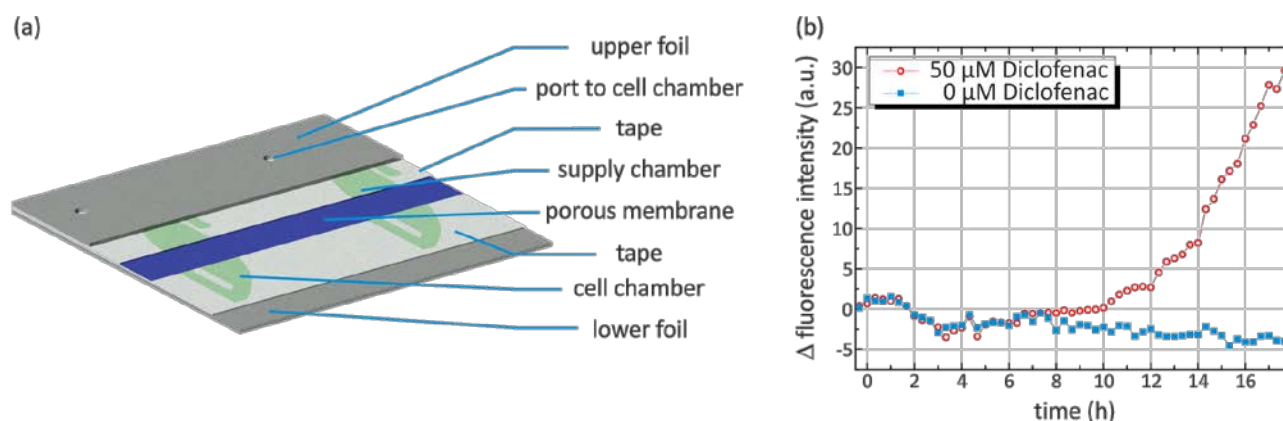 (a)
upper foil
port to cell chamber
tape
supply chamber
porous membrane
tape
cell chamber
lower foil
(b)
Δ fluorescence intensity (a.u.)
30
25
20
15
10
5
0
-5
50 µM Diclofenac
0 µM Diclofenac
0 2 4 6 8 10 12 14 16
time (h)